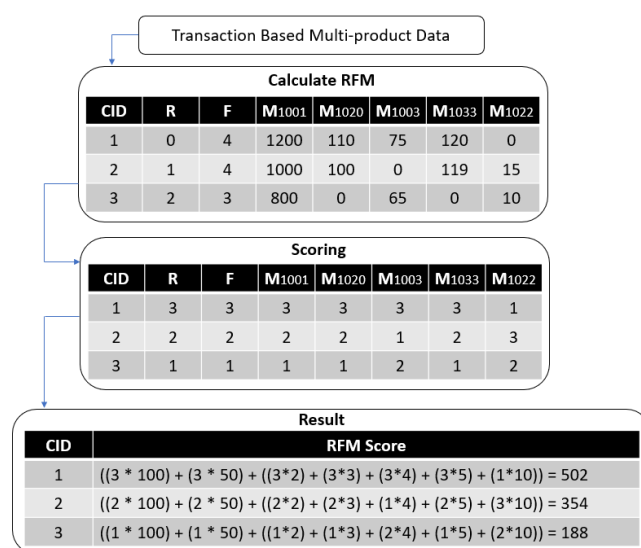 Transaction Based Multi-product Data
Calculate RFM
CID R F M1001 M1020 M1003 M1033 M1022
1 0 4 1200 110 75 120 0
2 1 4 1000 100 0 119 15
3 2 3 800 0 65 0 10
Scoring
CID R F M1001 M1020 M1003 M1033 M1022
1 3 3 3 3 3 3 1
2 2 2 2 2 1 2 3
3 1 1 1 1 2 1 2
Result
CID RFM Score
1 ((3 * 100) + (3 * 50) + ((3*2) + (3*3) + (3*4) + (3*5) + (1*10)) = 502
2 ((2 * 100) + (2 * 50) + ((2*2) + (2*3) + (1*4) + (2*5) + (3*10)) = 354
3 ((1 * 100) + (1 * 50) + ((1*2) + (1*3) + (2*4) + (1*5) + (2*10)) = 188